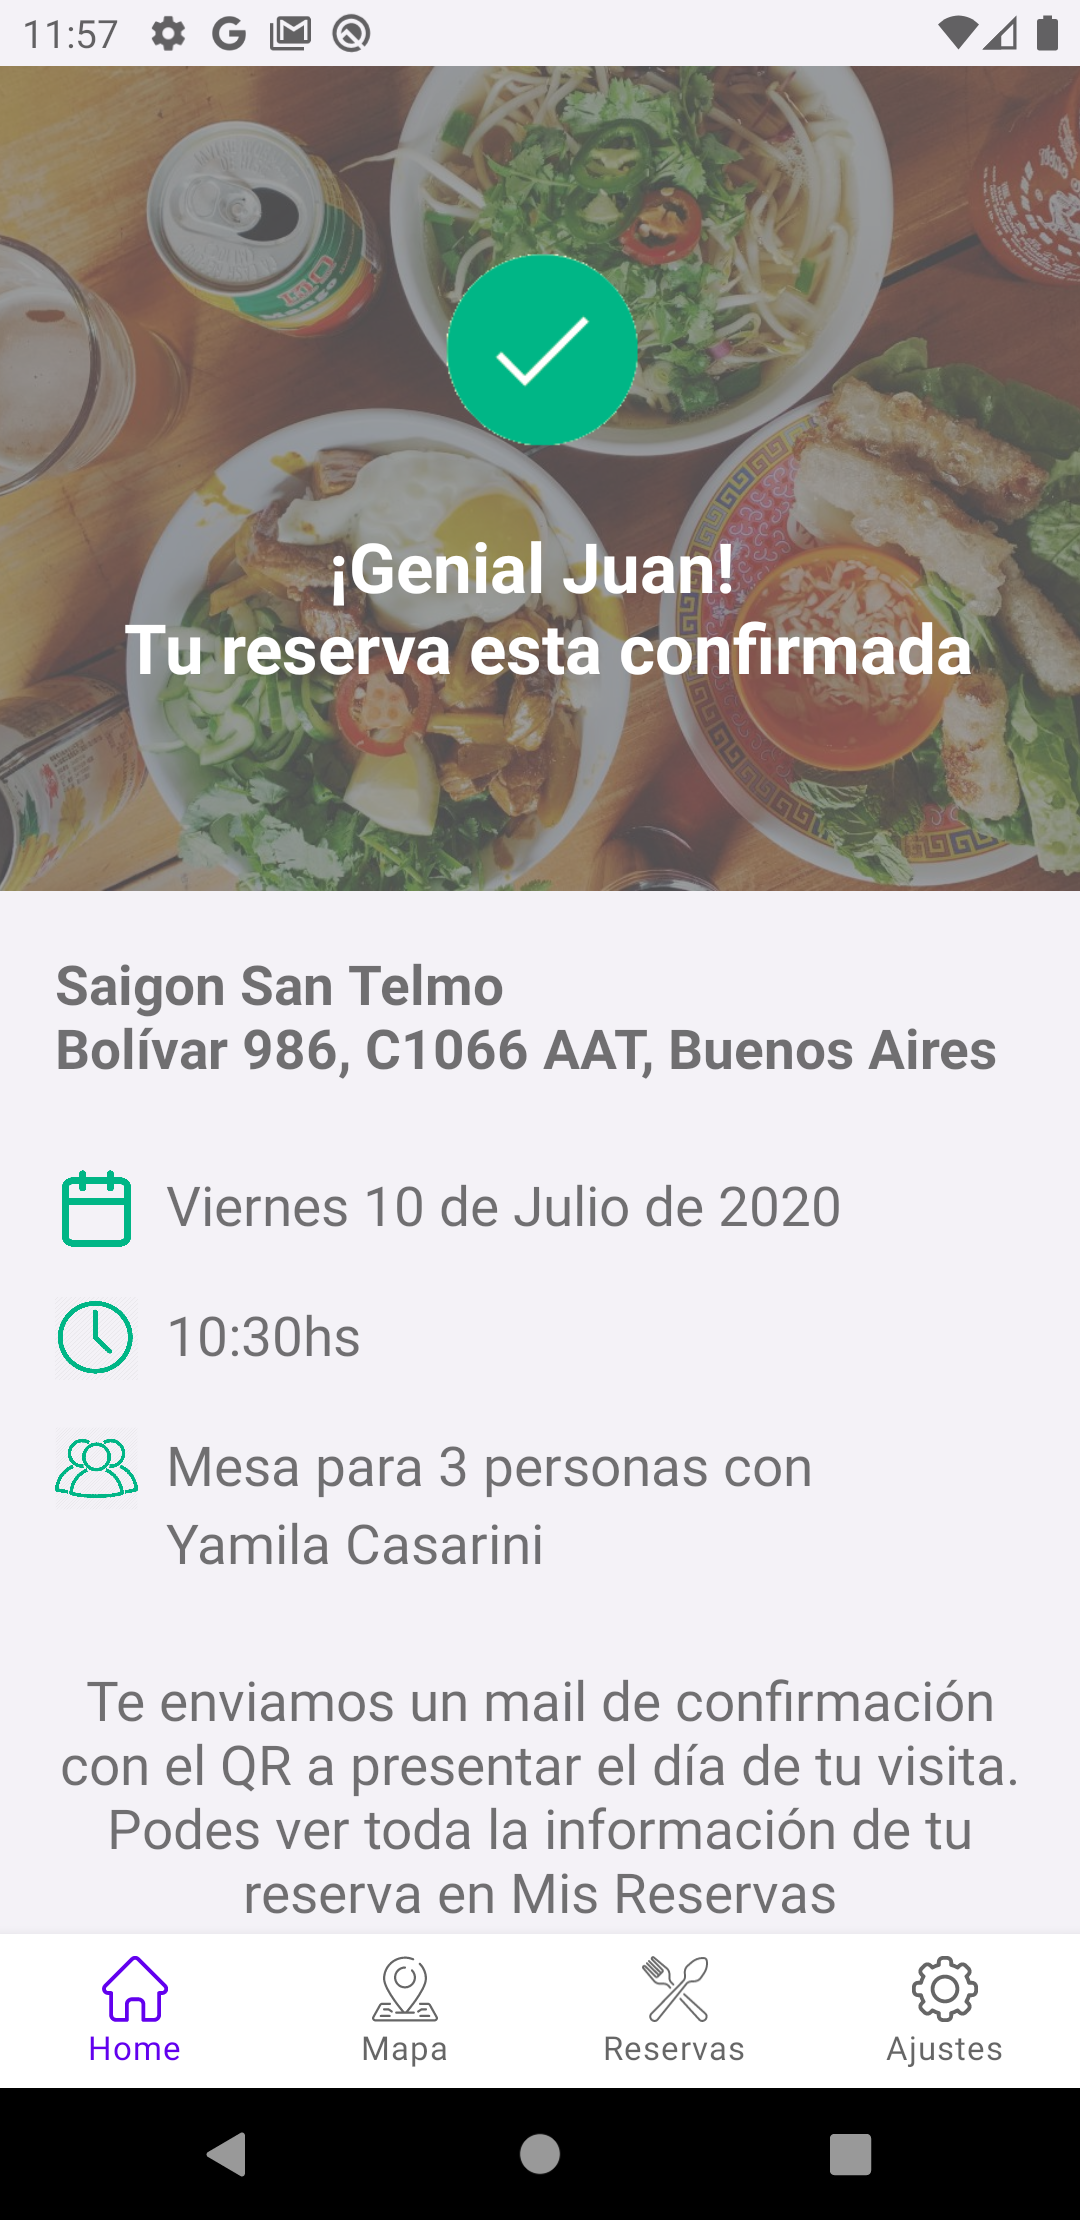 11:57
¡Genial Juan!
Tu reserva esta confirmada
Saigon San Telmo
Bolívar 986, C1066 AAT, Buenos Aires
Viernes 10 de Julio de 2020
10:30hs
Mesa para 3 personas con
Yamila Casarini
Te enviamos un mail de confirmación
con el QR a presentar el día de tu visita.
Podes ver toda la información de tu
reserva en Mis Reservas
Home
Mapa
Reservas
Ajustes